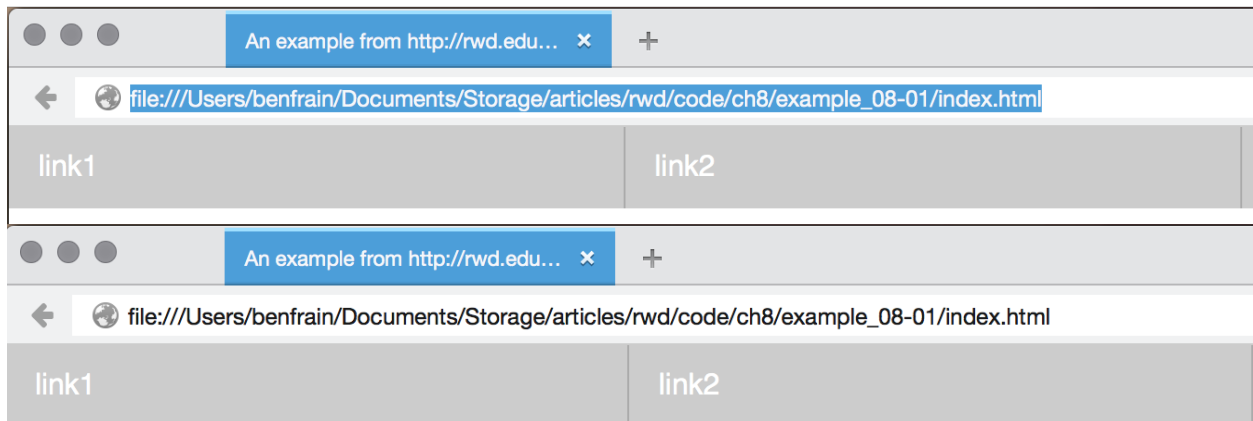 An example from http://rwd.edu...
file:///Users/benfrain/Documents/Storage/articles/rwd/code/ch8/example_08-01/index.html
link1 link2
An example from http://rwd.edu...
file:///Users/benfrain/Documents/Storage/articles/rwd/code/ch8/example_08-01/index.html
link1 link2